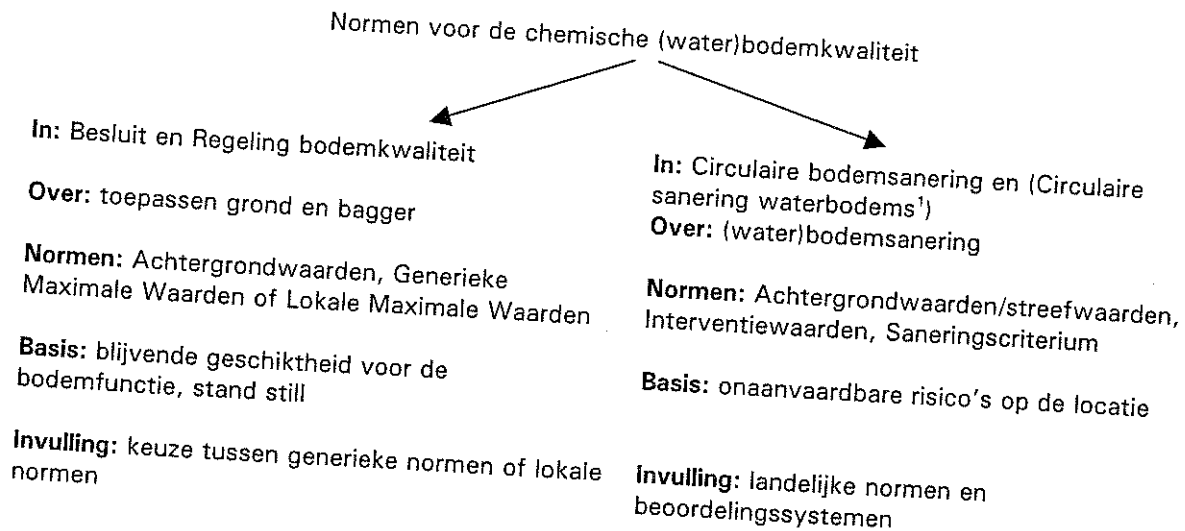 Normen voor de chemische (water)bodemkwaliteit
In: Besluit en Regeling bodemkwaliteit
Over: toepassen grond en bagger
Normen: Achtergrondwaarden, Generieke
Maximale Waarden of Lokale Maximale Waarden
Basis: blijvende geschiktheid voor de
bodemfunctie, stand still
Invulling: keuze tussen generieke normen of lokale
normen
In: Circulaire bodemsanering en (Circulaire
sanering waterbodems¹)
Over: (water)bodemsanering
Normen: Achtergrondwaarden/streefwaarden,
Interventiewaarden, Saneringscriterium
Basis: onaanvaardbare risico's op de locatie
Invulling: landelijke normen en
beoordelingssystemen